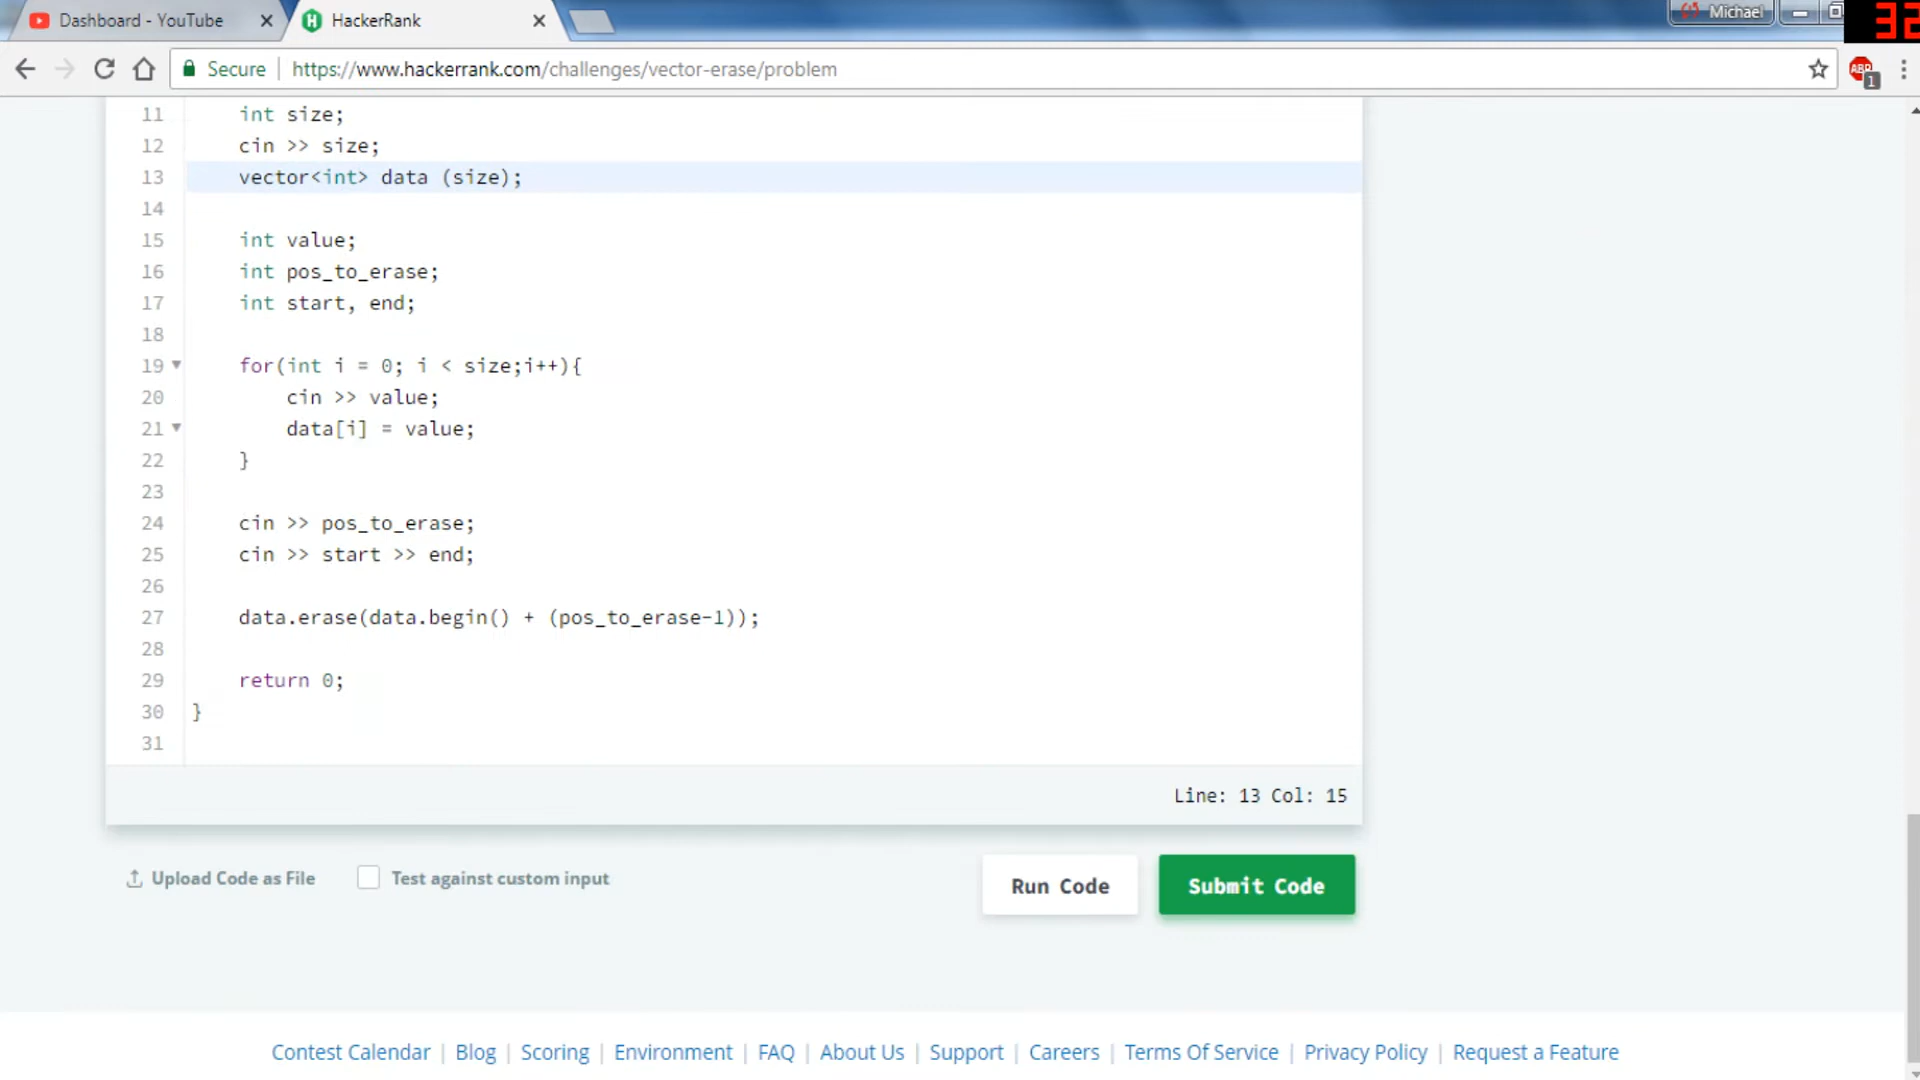 Dashboard - YouTube
HackerRank
Michael
32
Secure
https://www.hackerrank.com/challenges/vector-erase/problem
ABP
1
11 int size;
12 cin >> size;
13 vector<int> data (size);
14
15 int value;
16 int pos_to_erase;
17 int start, end;
18
19 for(int i = 0; i < size;i++){
20 cin >> value;
21 data[i] = value;
22 }
23
24 cin >> pos_to_erase;
25 cin >> start >> end;
26
27 data.erase(data.begin() + (pos_to_erase-1));
28
29 return 0;
30 }
31
Line: 13 Col: 15
Upload Code as File
Test against custom input
Run Code
Submit Code
Contest Calendar | Blog | Scoring | Environment | FAQ | About Us | Support | Careers | Terms Of Service | Privacy Policy | Request a Feature